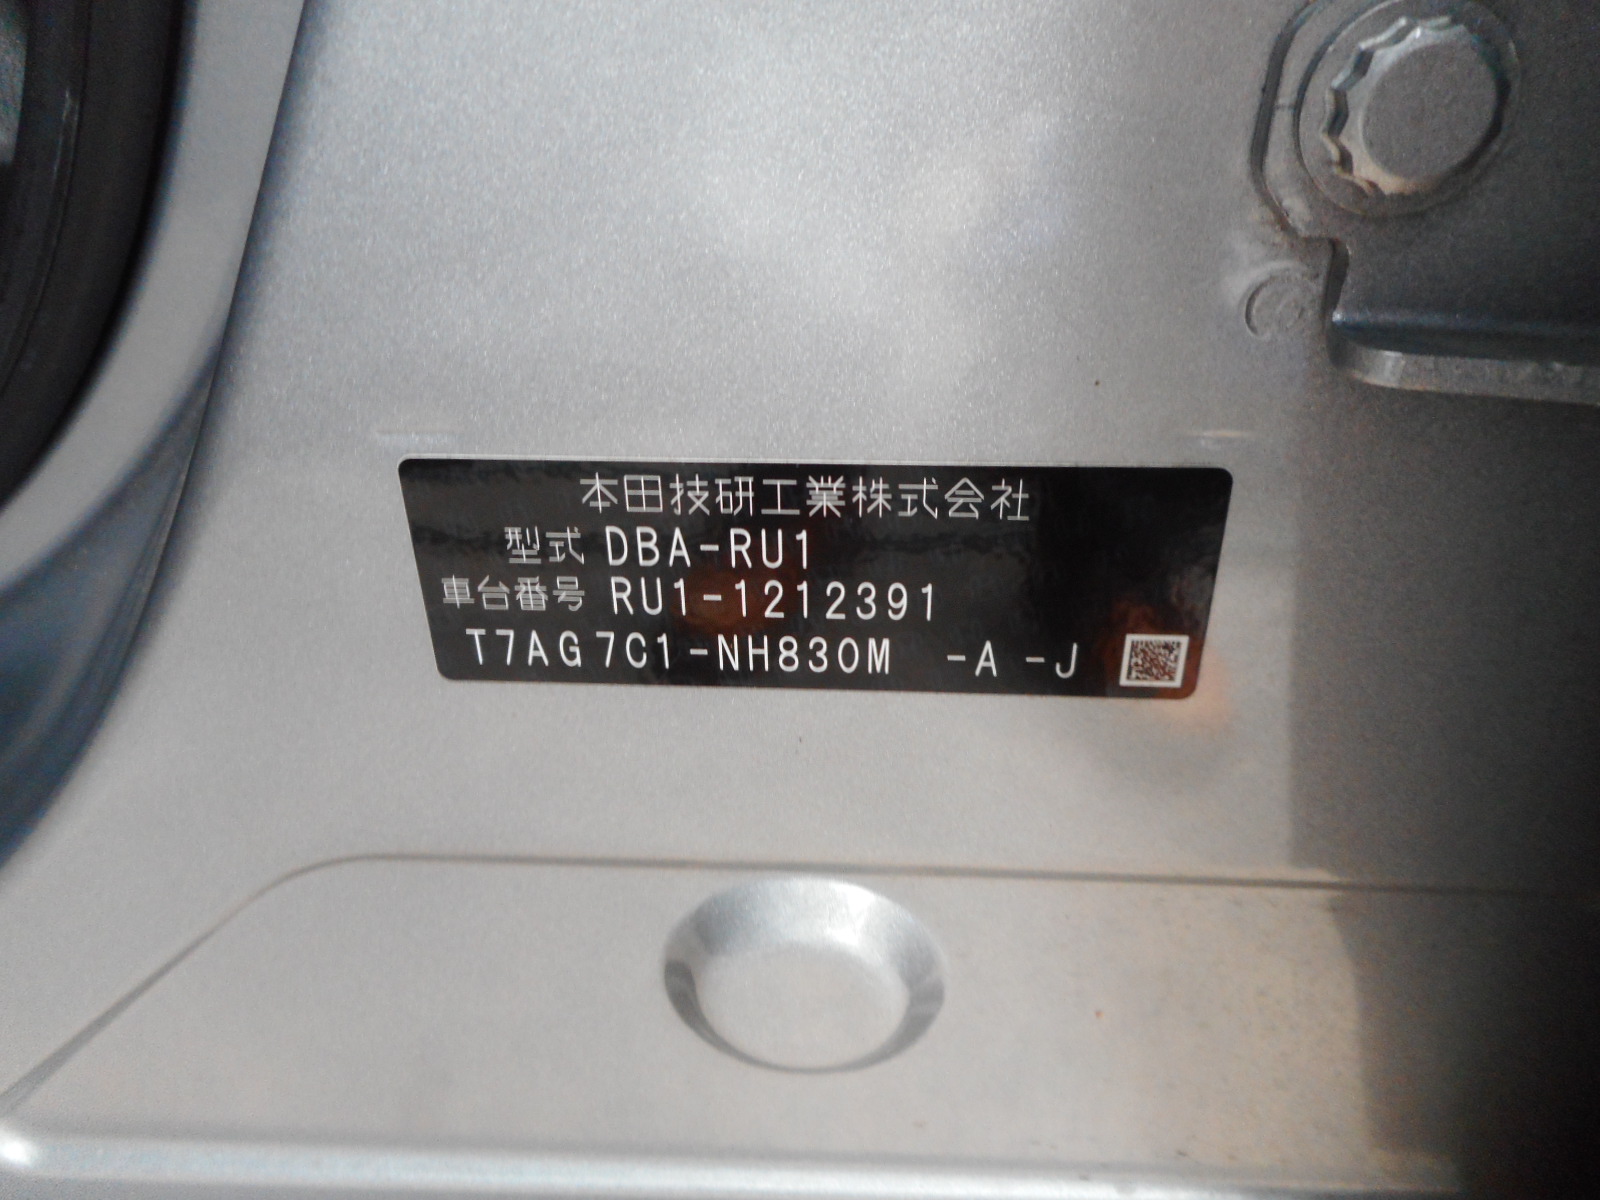 本田技研工業株式会社
型式 DBA-RU1
車台番号 RU1-1212391
T7AG7C1-NH830M -A -J